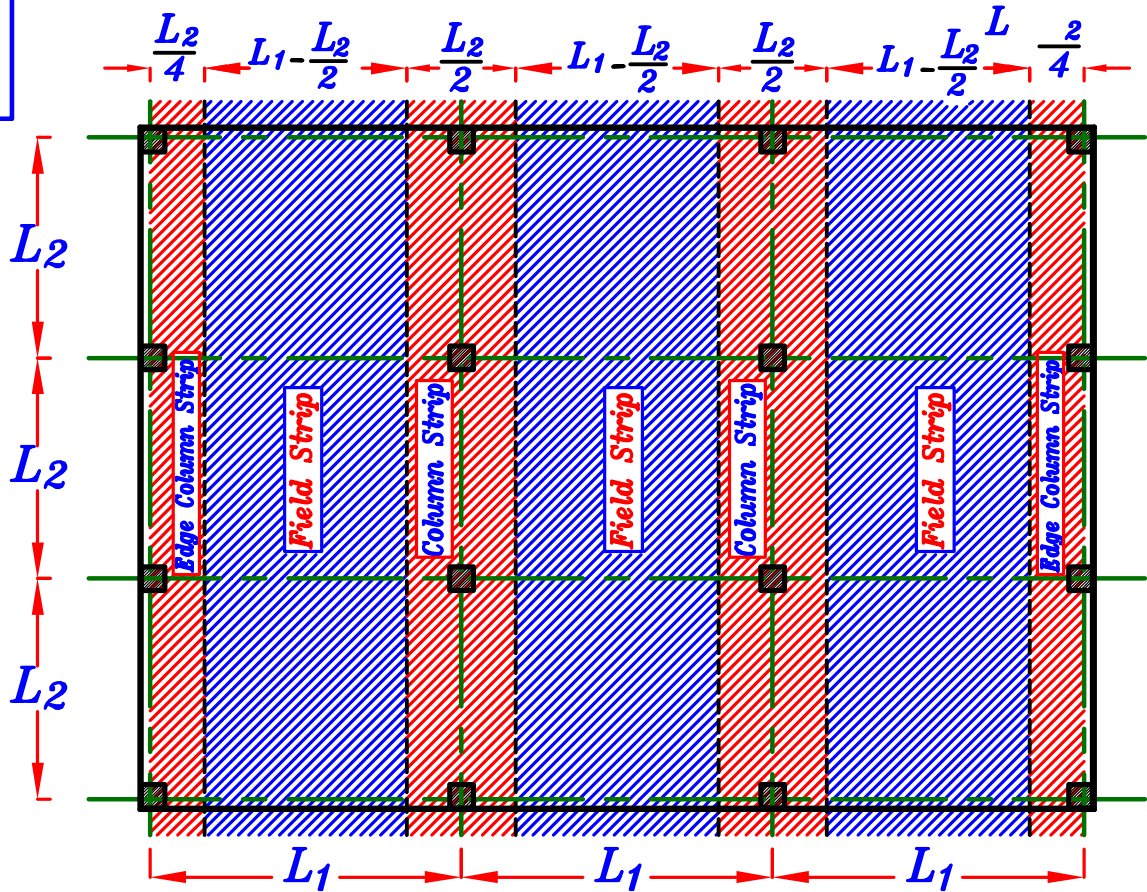 L2/4
L1-L2/2
L2/2
L1-L2/2
L2/2
L1-L2/2
L 2/4
L2
L2
L2
Edge Column Strip
Field Strip
Column Strip
Field Strip
Column Strip
Field Strip
Edge Column Strip
L1
L1
L1